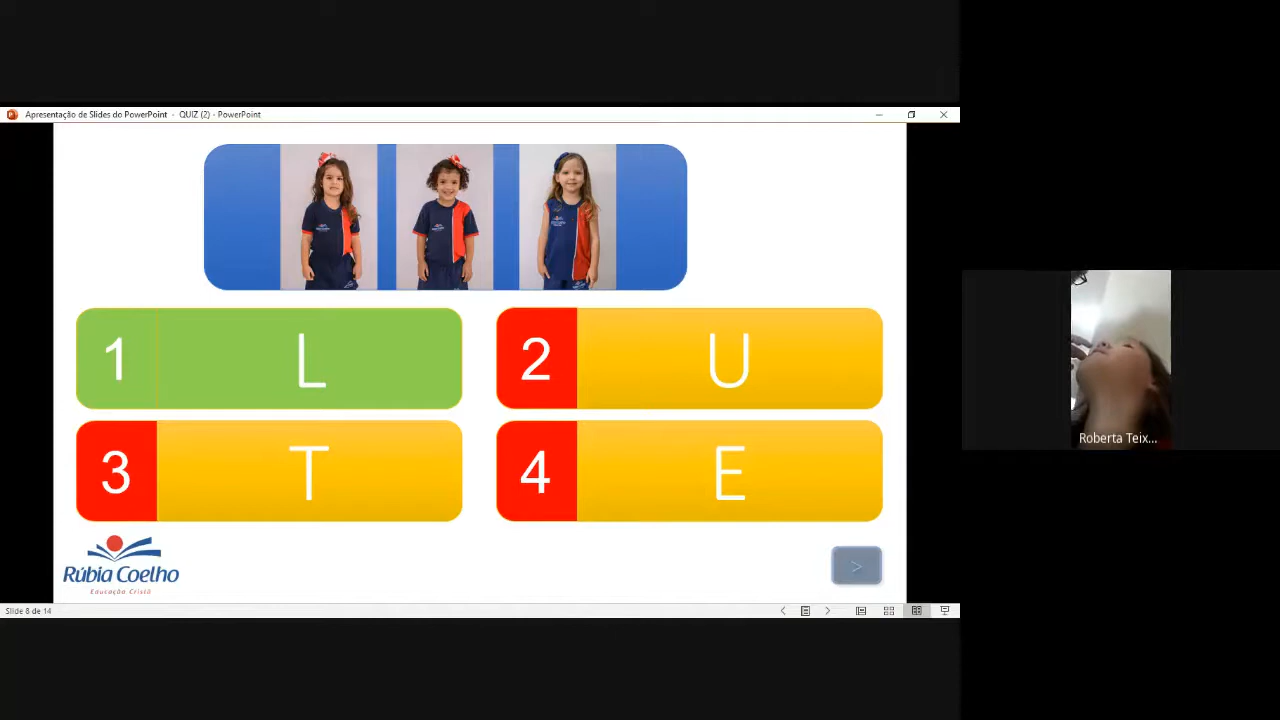 Apresentação de Slides do PowerPoint - QUIZ (2) - PowerPoint
1 L
2 U
3 T
4 E
Rúbia Coelho
Educação Cristã
>
Slide 8 de 14
Roberta Teix...